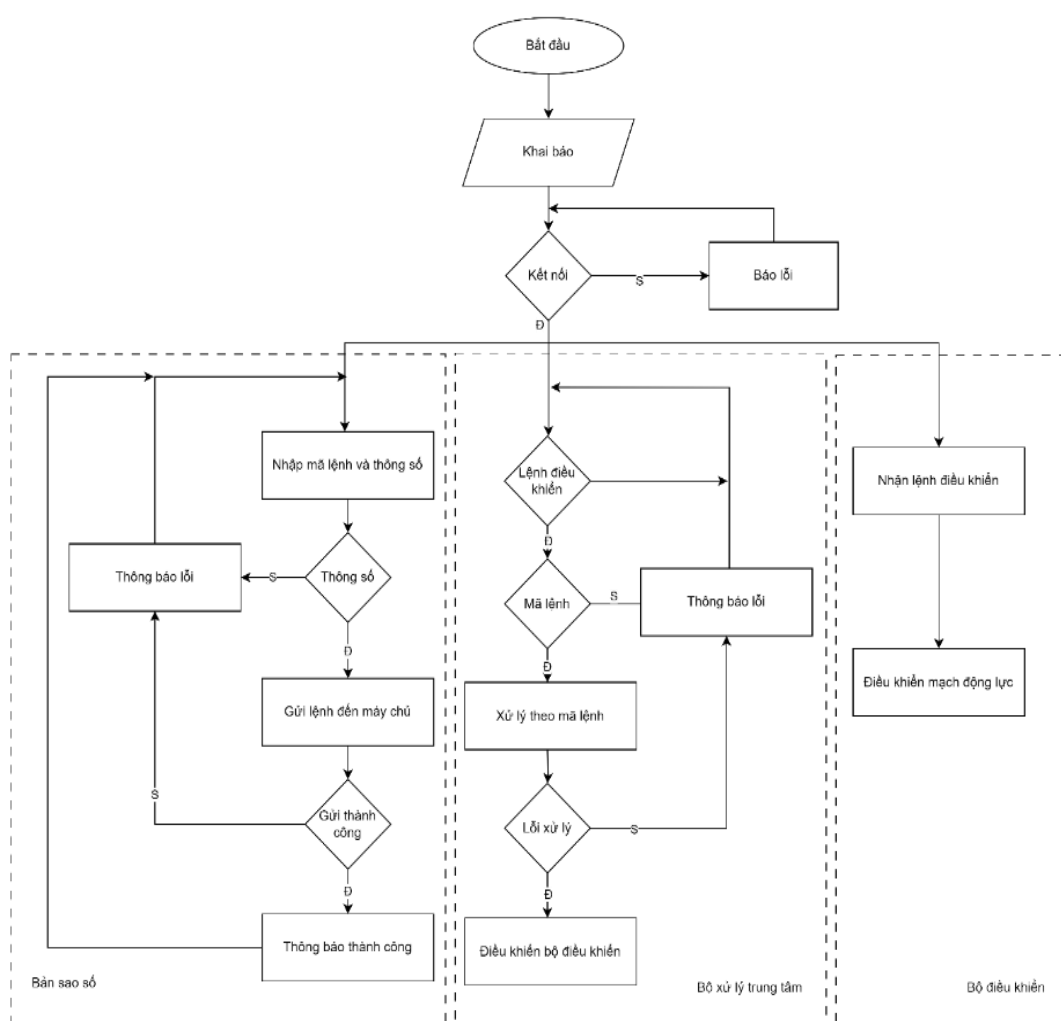 Bắt đầu
Khai báo
Kết nối
S
Báo lỗi
Đ
Nhập mã lệnh và thông số
Thông báo lỗi
S
Thông số
Đ
Gửi lệnh đến máy chủ
S
Gửi thành
công
Đ
Thông báo thành công
Bản sao số
Lệnh điều
khiển
Đ
Mã lệnh
S
Thông báo lỗi
Đ
Xử lý theo mã lệnh
Lỗi xử lý
S
Đ
Điều khiển bộ điều khiển
Bộ xử lý trung tâm
Nhận lệnh điều khiển
Điều khiển mạch động lực
Bộ điều khiển